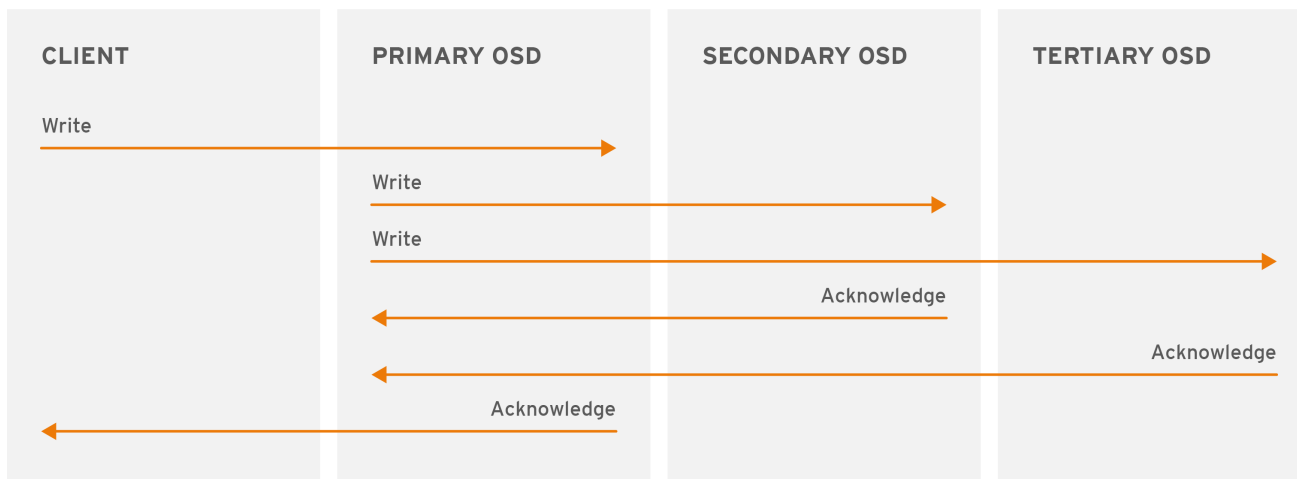 CLIENT
PRIMARY OSD
SECONDARY OSD
TERTIARY OSD
Write
Write
Write
Acknowledge
Acknowledge
Acknowledge